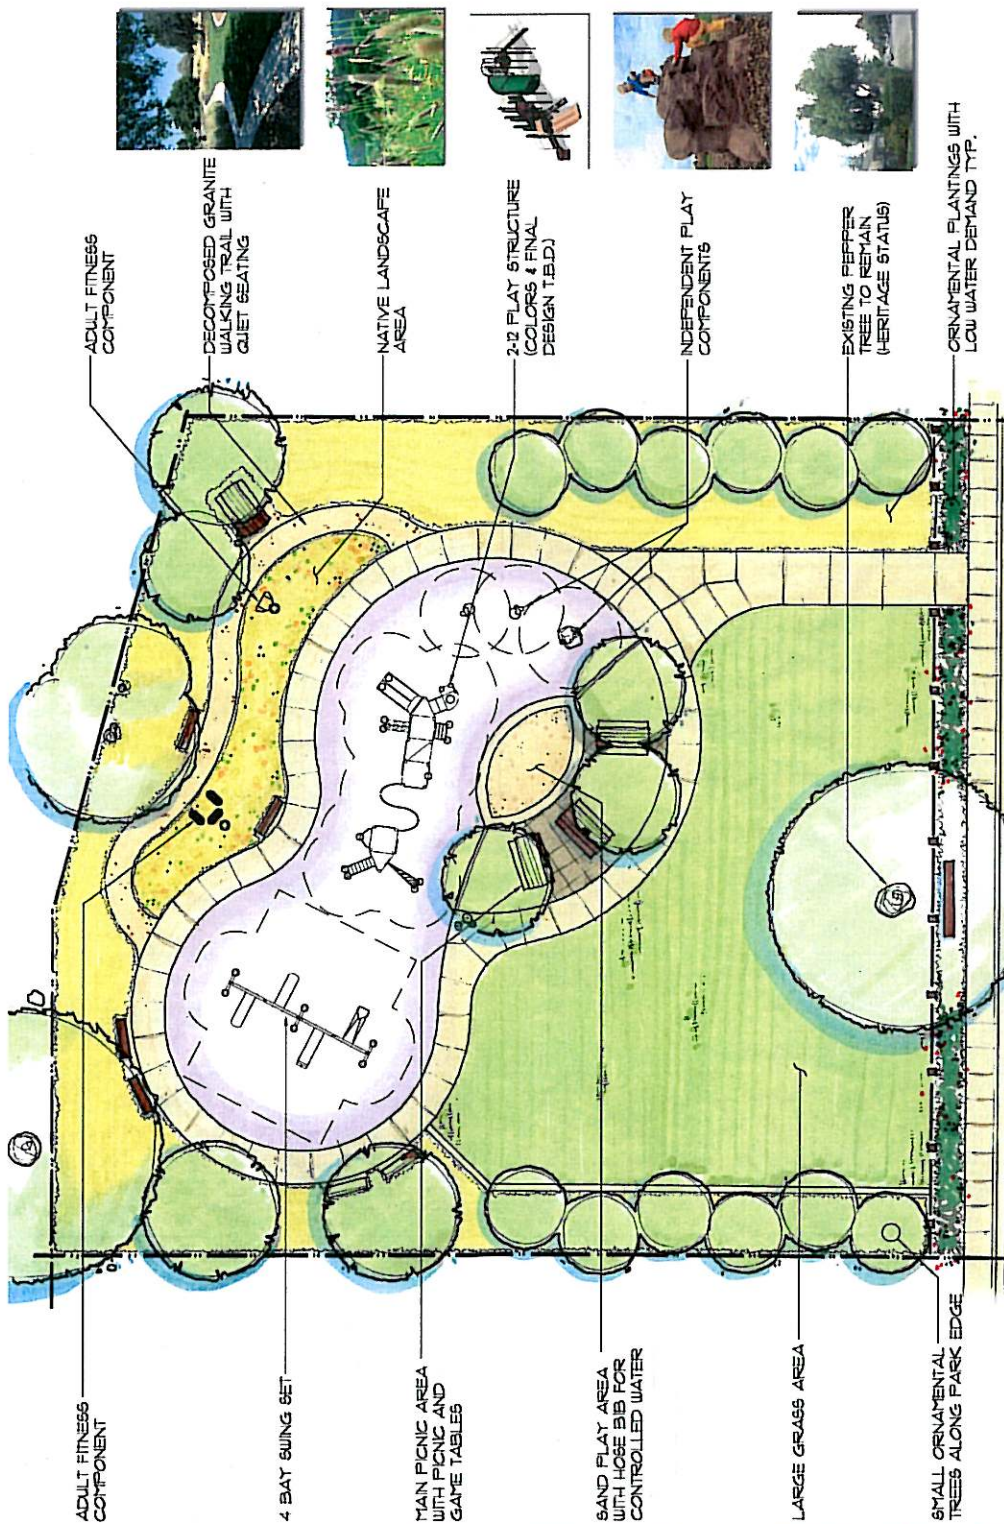 ADULT FITNESS
COMPONENT
4 BAY SWING SET
MAIN PICNIC AREA
WITH PICNIC AND
GAME TABLES
SAND PLAY AREA
WITH HOSE BIB FOR
CONTROLLED WATER
LARGE GRASS AREA
SMALL ORNAMENTAL
TREES ALONG PARK EDGE
ADULT FITNESS
COMPONENT
DECOMPOSED GRANITE
WALKING TRAIL WITH
QUIET SEATING
NATIVE LANDSCAPE
AREA
2-12 PLAY STRUCTURE
(COLORS & FINAL
DESIGN T.B.D.)
INDEPENDENT PLAY
COMPONENTS
EXISTING PEPPER
TREE TO REMAIN
(HERITAGE STATUS)
ORNAMENTAL PLANTINGS WITH
LOW WATER DEMAND TYP.